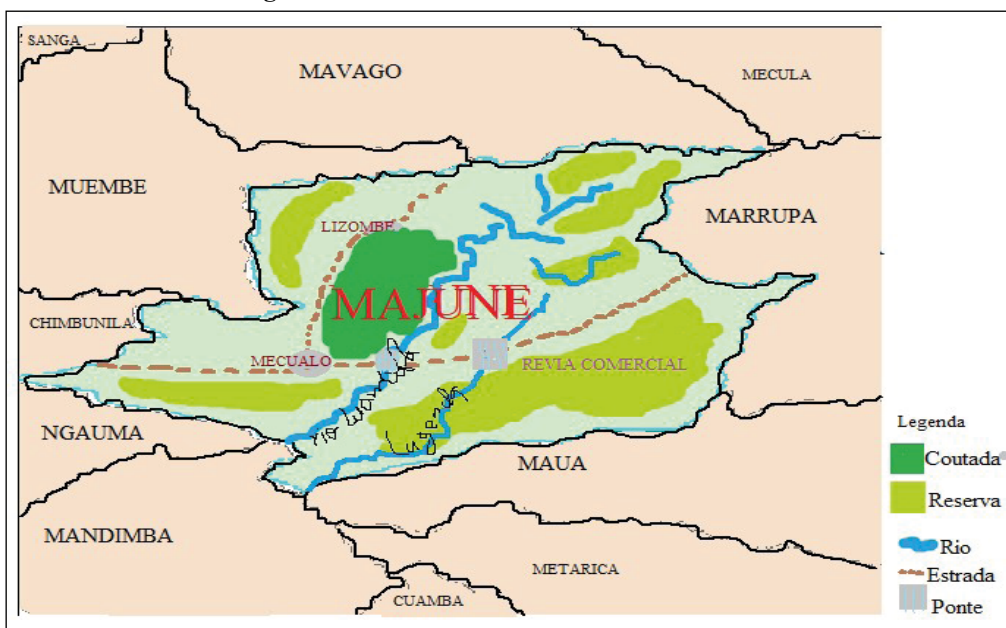 SANGA
MAVAGO
MECULA
MUEMBE
MARRUPA
LIZOMBE
MAJUNE
CHIMBUNILA
MECUALO
REVIA COMERCIAL
NGAUMA
MAUA
MANDIMBA
METARICA
CUAMBA
Legenda
Coutada
Reserva
Rio
Estrada
Ponte